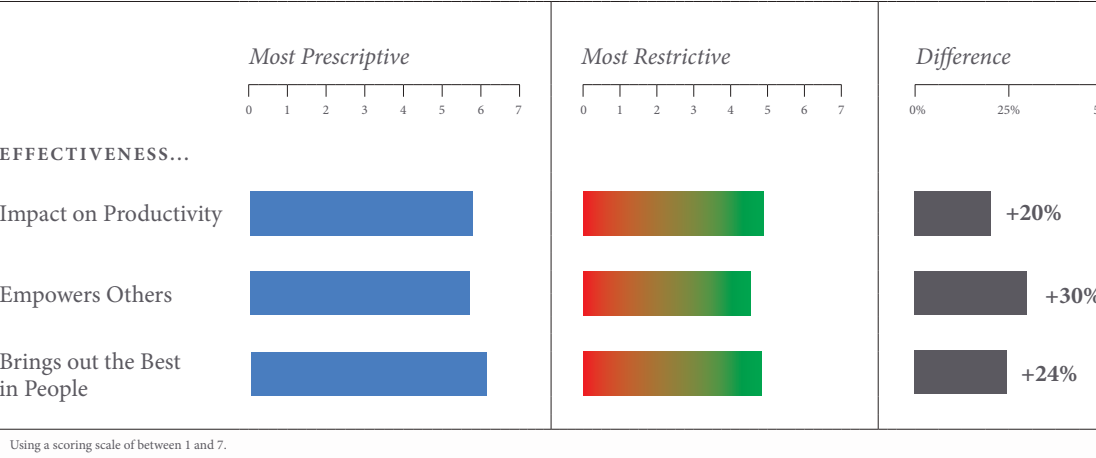 Most Prescriptive Most Restrictive Difference
0 1 2 3 4 5 6 7 0 1 2 3 4 5 6 7 0% 25% 5
EFFECTIVENESS...
Impact on Productivity +20%
Empowers Others +30%
Brings out the Best
in People +24%
Using a scoring scale of between 1 and 7.